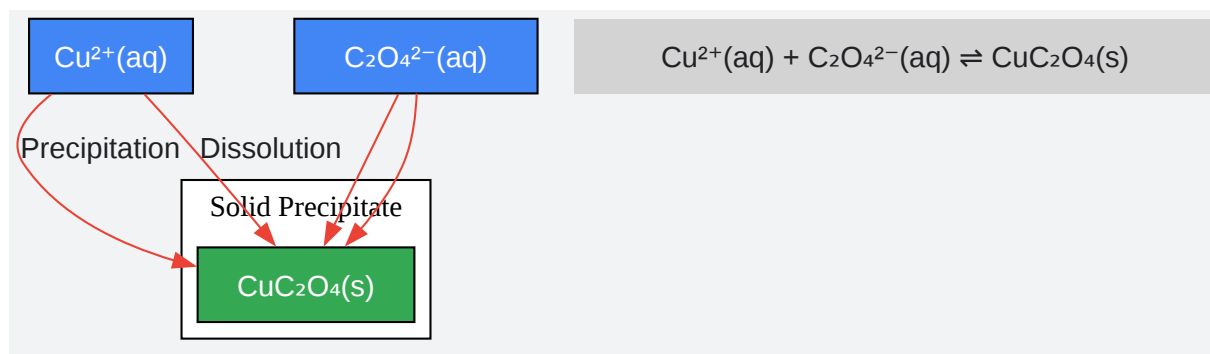 Cu²⁺(aq)
C₂O₄²⁻(aq)
Cu²⁺(aq) + C₂O₄²⁻(aq) ⇌ CuC₂O₄(s)
Precipitation
Dissolution
Solid Precipitate
CuC₂O₄(s)